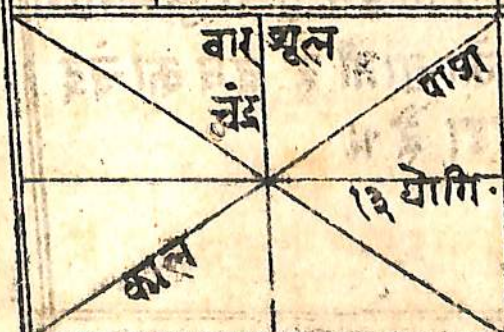 वार शूल
चंद्र
पाश
१३ योगि.
काल